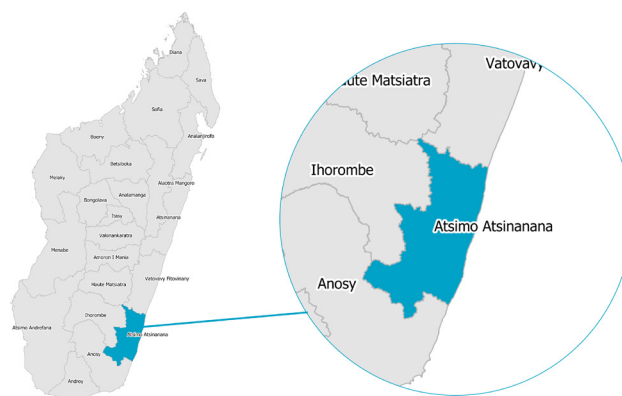 Diana
Sava
Sofia
Analanjirofo
Boeny
Betsiboka
Melaky
Alaotra Mangoro
Analamanga
Bongolava
Itasy
Atsinanana
Vakinankaratra
Menabe
Amoron I Mania
Vatovavy Fitovinany
Haute Matsiatra
Ihorombe
Atsimo Andrefana
Atsimo Atsinanana
Anosy
Androy
Vatovavy
aute Matsiatra
Ihorombe
Atsimo Atsinanana
Anosy